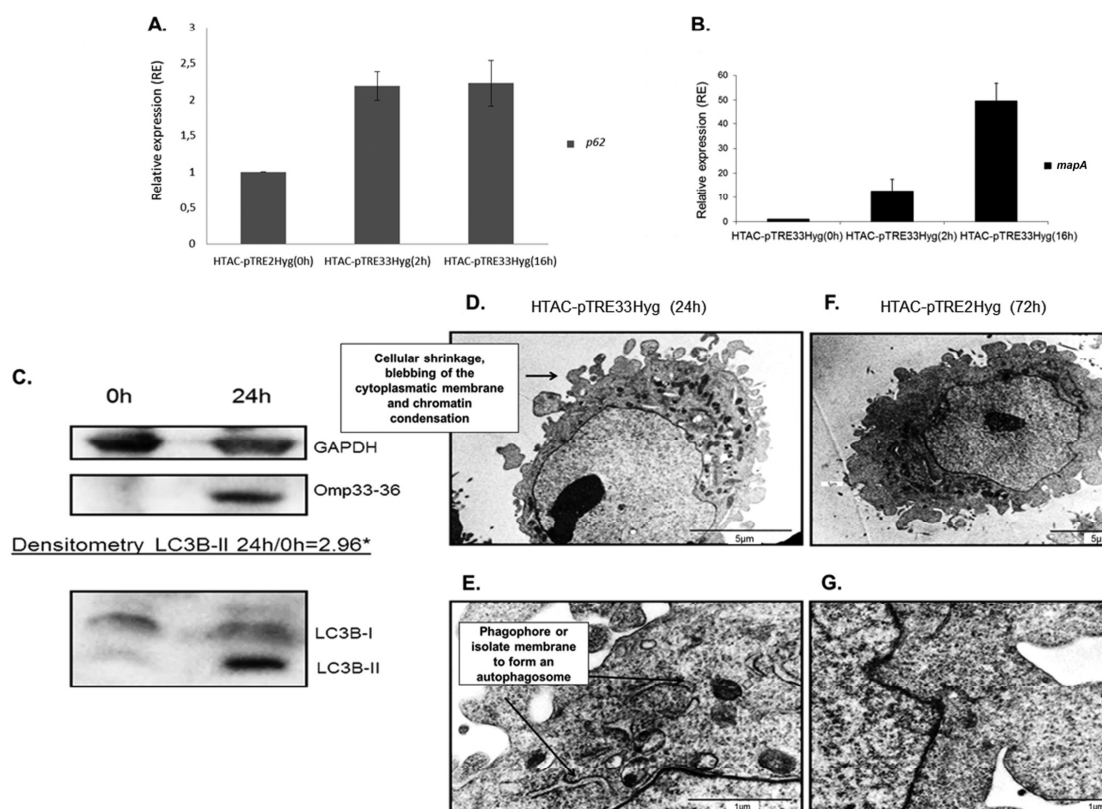 A.
3
2,5
2
1,5
1
0,5
0
Relative expression (RE)
p62
HTAC-pTRE2Hyg(0h) HTAC-pTRE33Hyg(2h) HTAC-pTRE33Hyg(16h)
B.
60
50
40
30
20
10
0
Relative expression (RE)
mapA
HTAC-pTRE33Hyg(0h) HTAC-pTRE33Hyg(2h) HTAC-pTRE33Hyg(16h)
C.
0h 24h
GAPDH
Omp33-36
Densitometry LC3B-II 24h/0h=2.96*
LC3B-I
LC3B-II
D.
HTAC-pTRE33Hyg (24h)
Cellular shrinkage,
blebbing of the
cytoplasmatic membrane
and chromatin
condensation
5µm
F.
HTAC-pTRE2Hyg (72h)
5µ
E.
Phagophore or
isolate membrane
to form an
autophagosome
1µm
G.
1µm